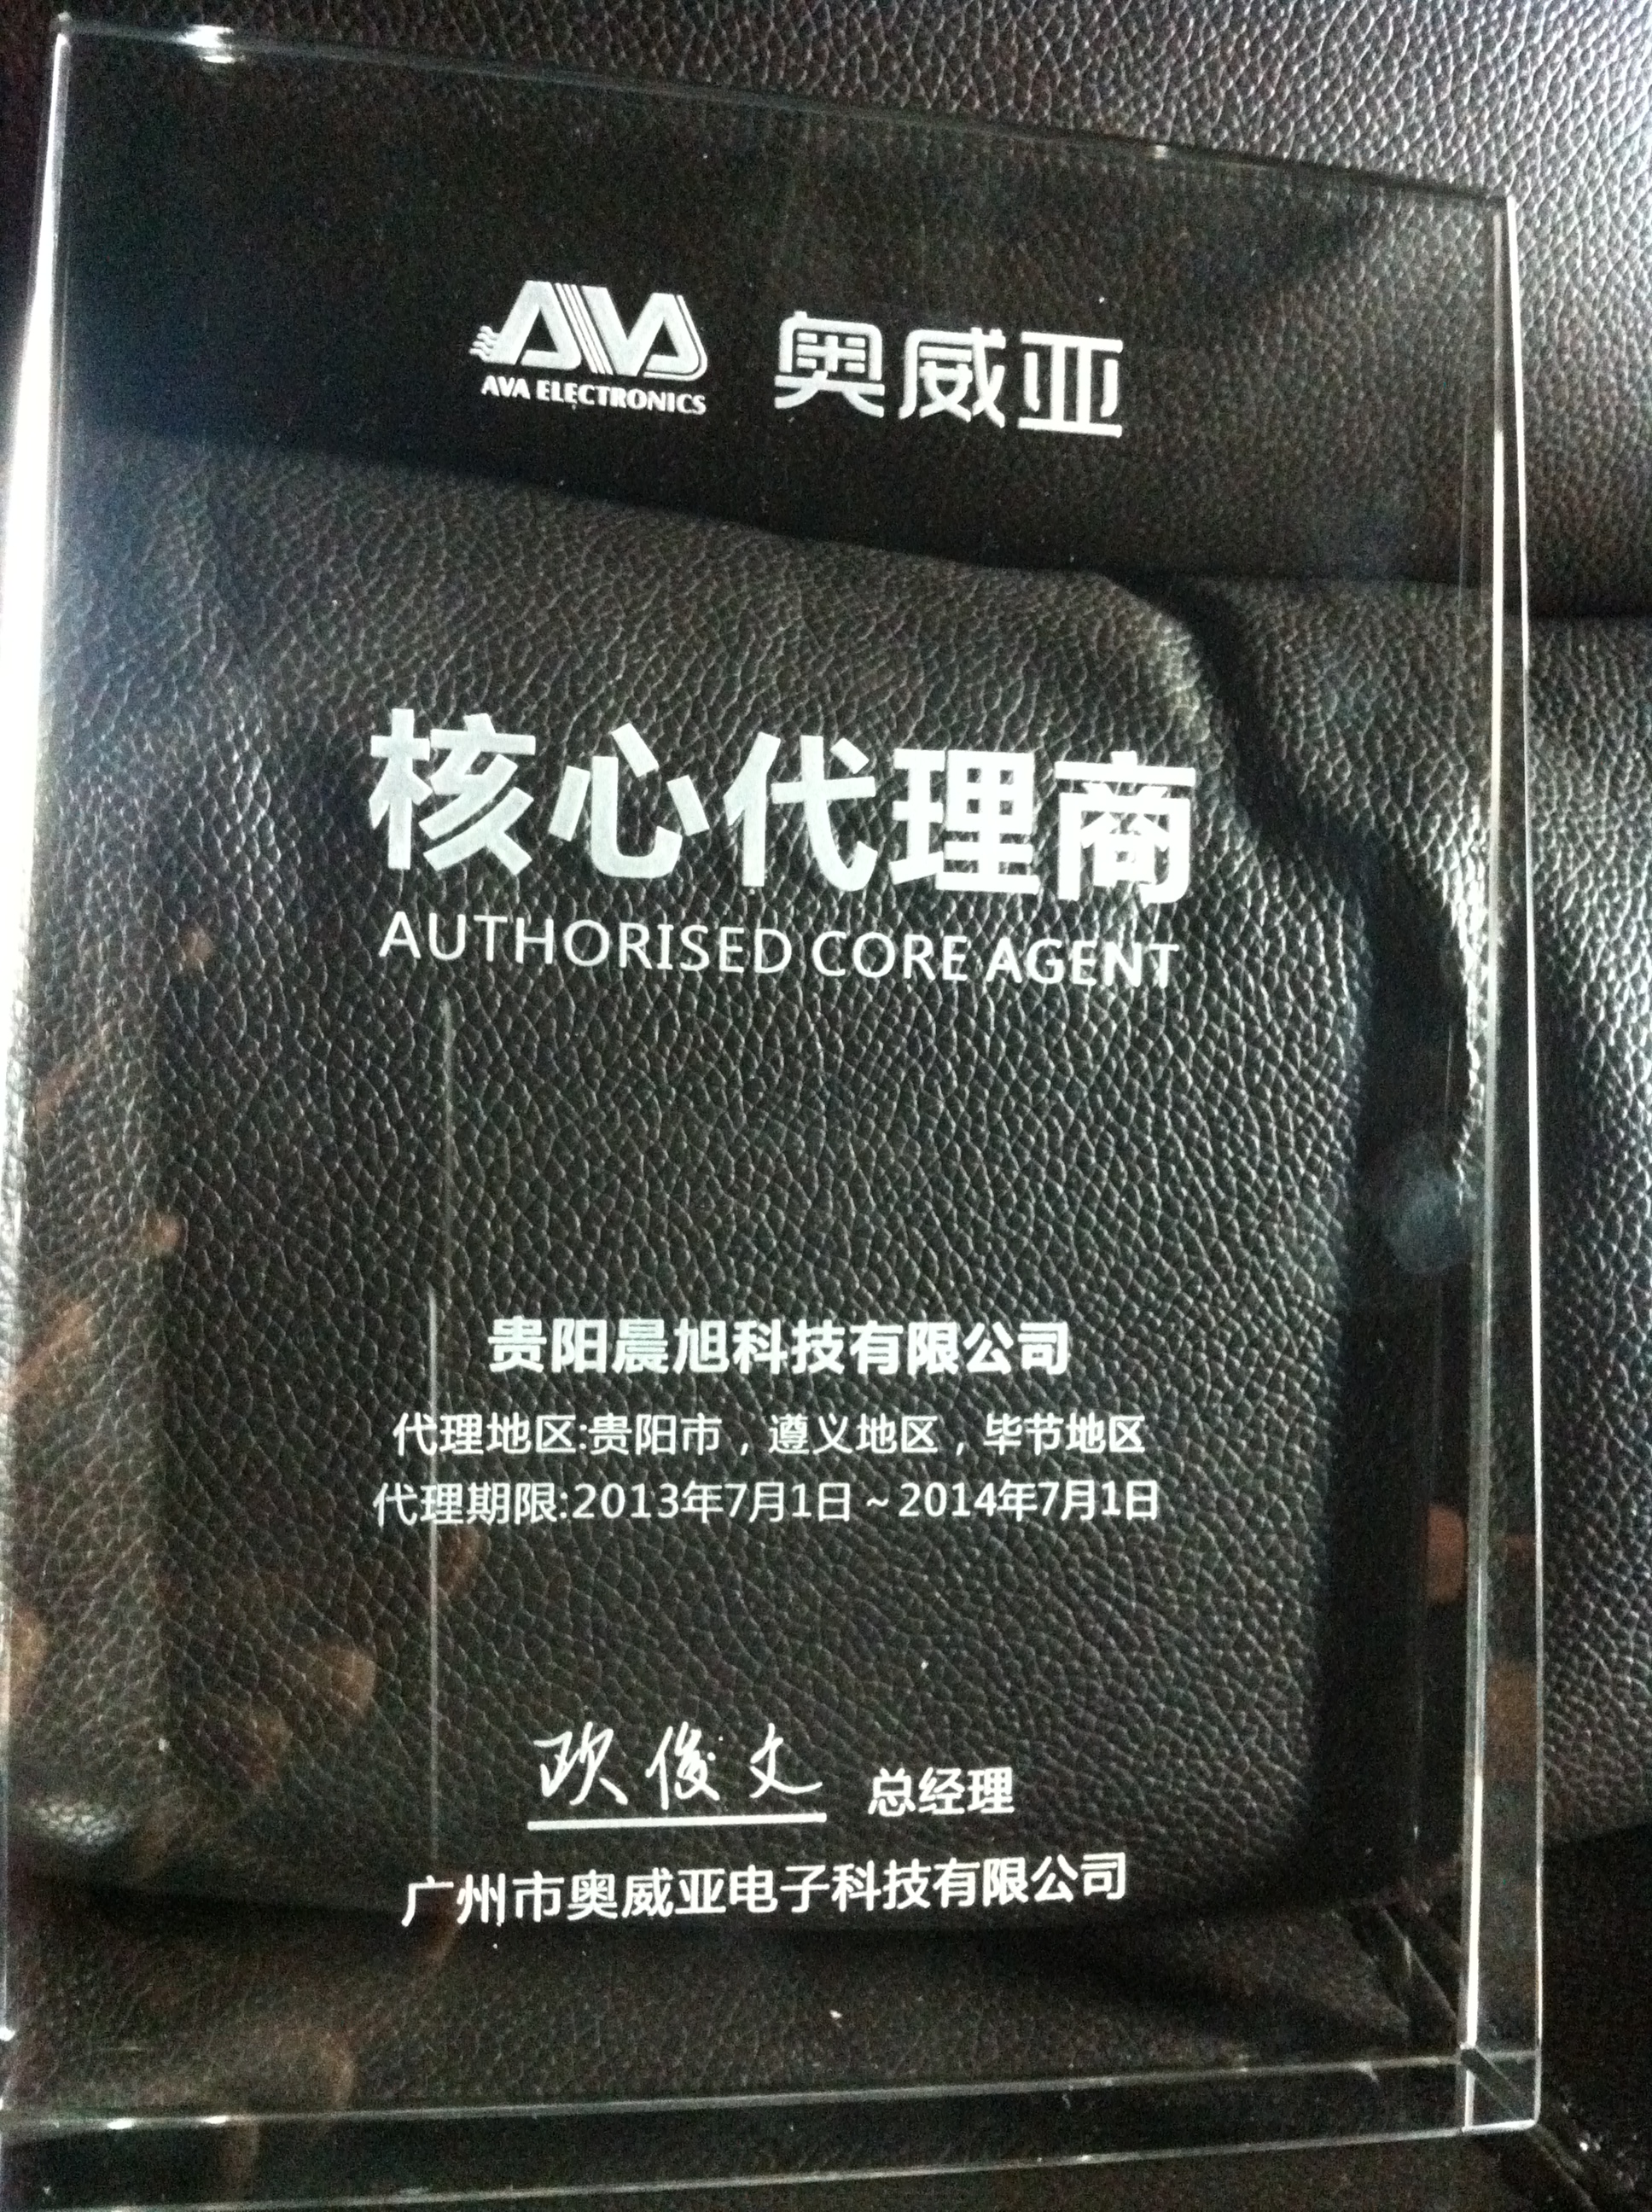 AVA 奥威亚
AVA ELECTRONICS
核心代理商
AUTHORISED CORE AGENT
贵阳晨旭科技有限公司
代理地区:贵阳市，遵义地区，毕节地区
代理期限:2013年7月1日~2014年7月1日
欧俊文 总经理
广州市奥威亚电子科技有限公司